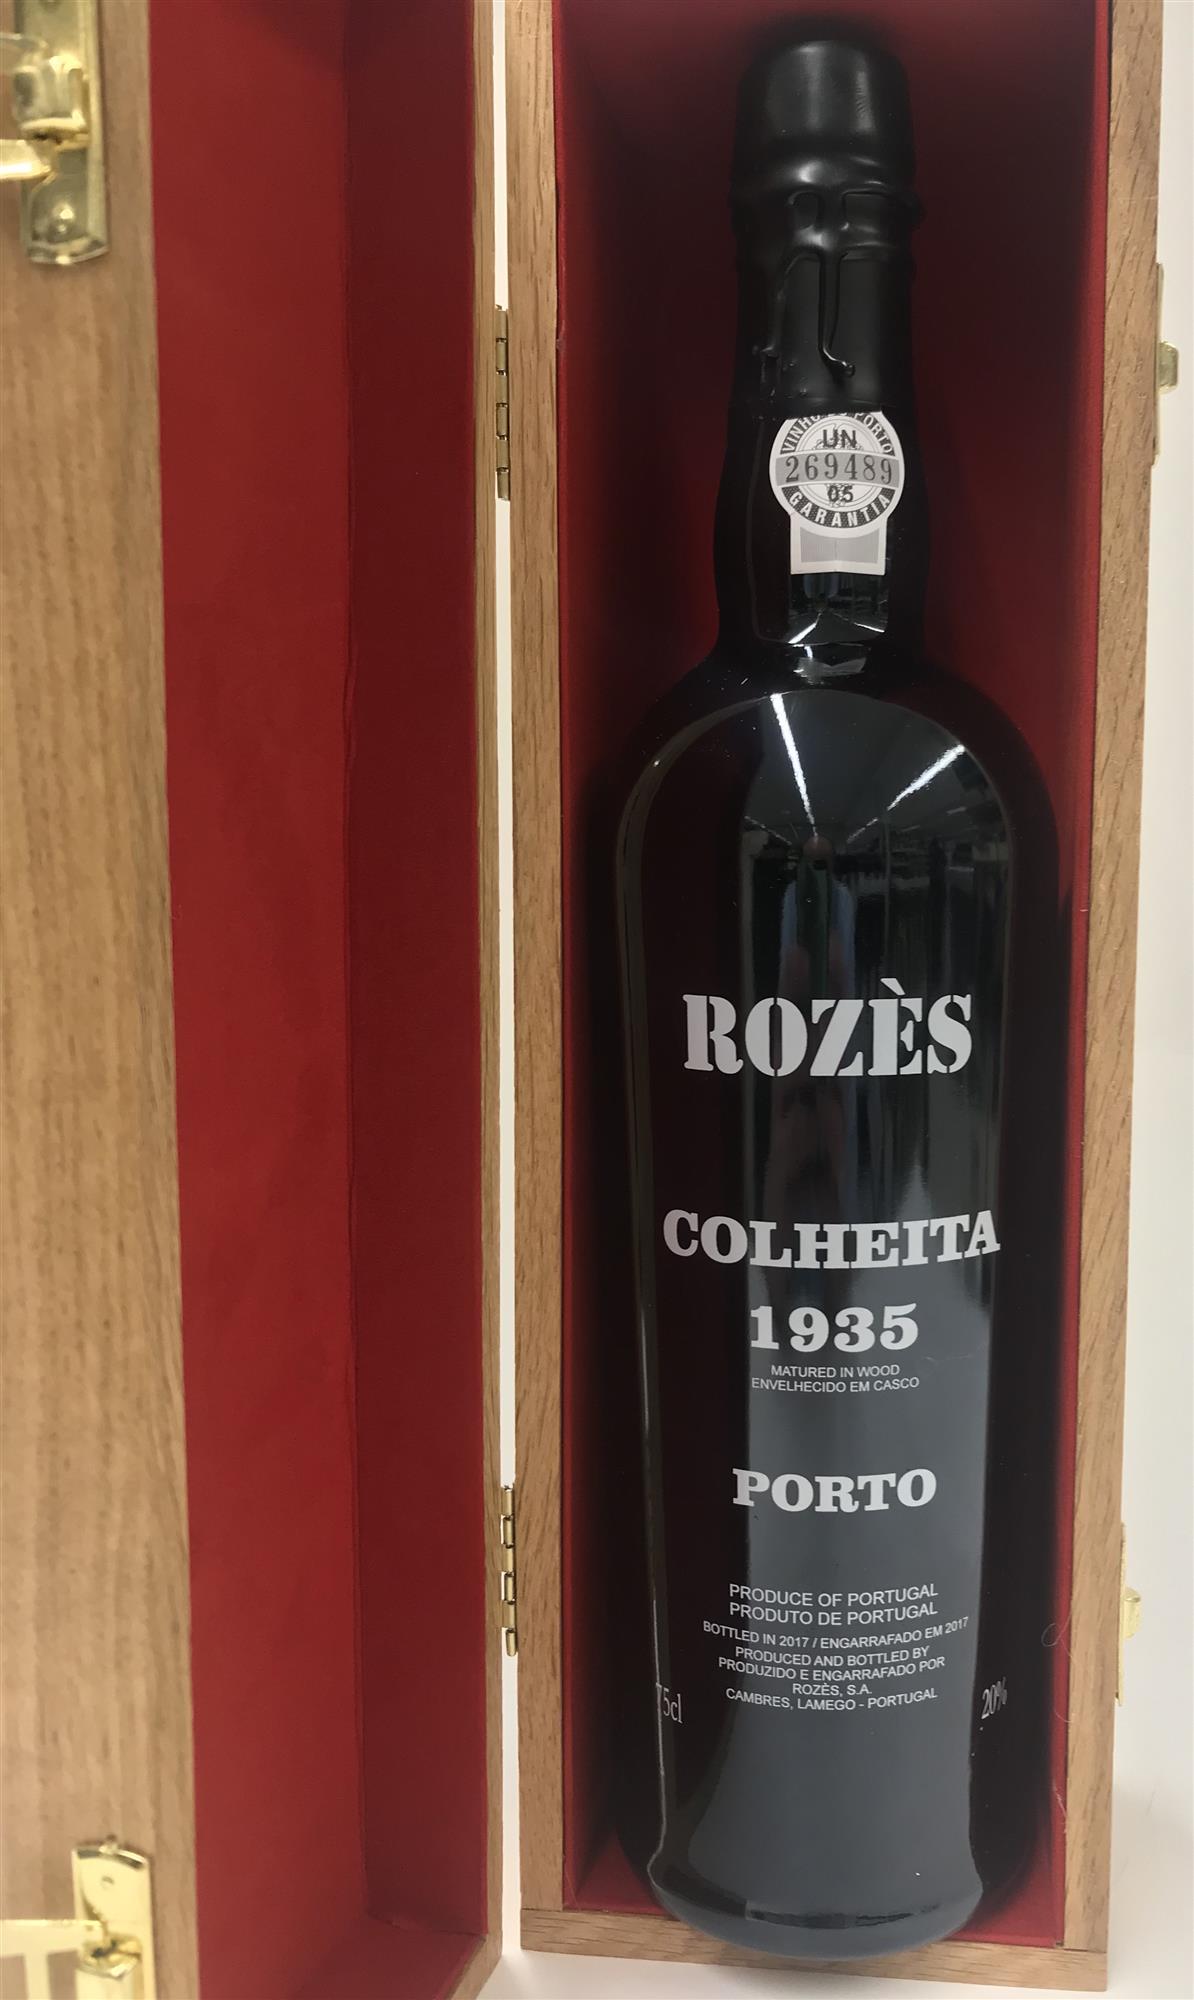 VINHO DO PORTO
UN
269489
05
GARANTIA
ROZÈS
COLHEITA
1935
MATURED IN WOOD
ENVELHECIDO EM CASCO
PORTO
PRODUCE OF PORTUGAL
PRODUTO DE PORTUGAL
BOTTLED IN 2017 / ENGARRAFADO EM 2017
PRODUCED AND BOTTLED BY
PRODUZIDO E ENGARRAFADO POR
ROZÈS, S.A.
CAMBRES, LAMEGO - PORTUGAL
75cl
20%